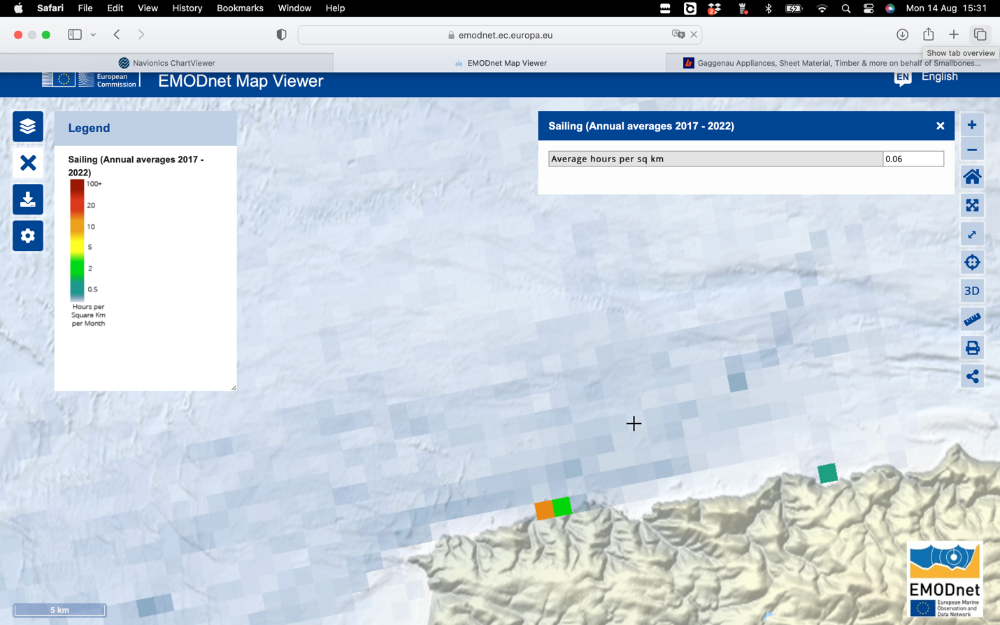 Safari File Edit View History Bookmarks Window Help
2
Mon 14 Aug 15:31
emodnet.ec.europa.eu
Show tab overview
Navionics ChartViewer
EMODnet Map Viewer
Gaggenau Appliances, Sheet Material, Timber & more on behalf of Smallbones...
European
Commission
EMODnet Map Viewer
EN English
Legend
Sailing (Annual averages 2017 -
2022)
100+
20
10
5
2
0.5
Hours per
Square Km
per Month
Sailing (Annual averages 2017 - 2022)
Average hours per sq km 0.06
3D
5 km
EMODnet
European Marine
Observation and
Data Network